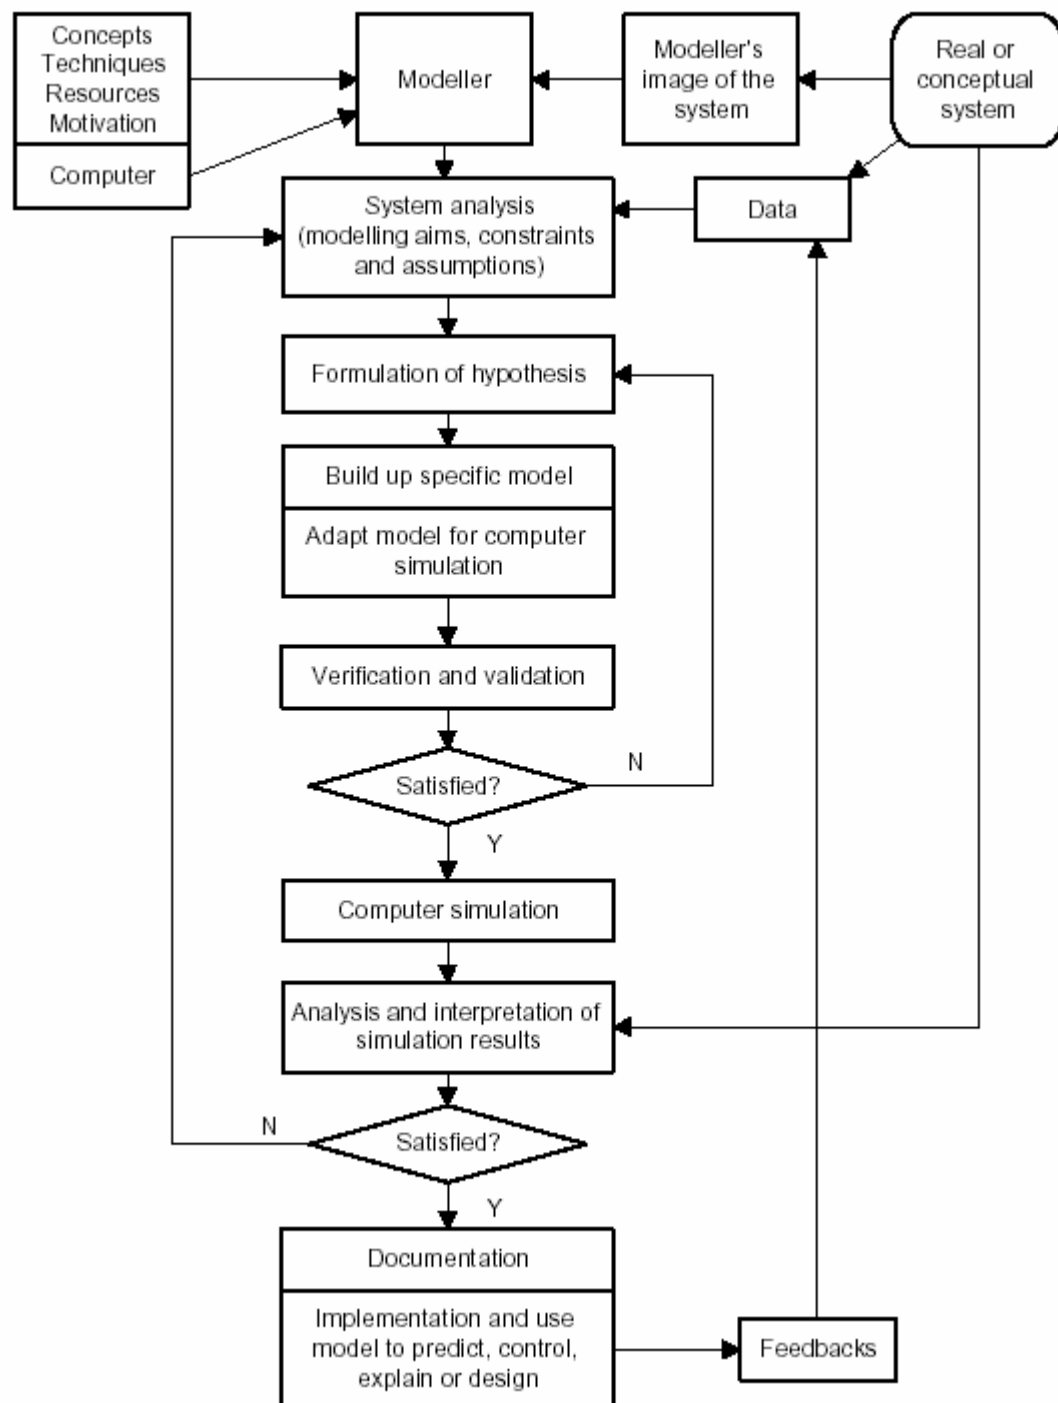 Concepts
Techniques
Resources
Motivation
Computer
Modeller
Modeller's
image of the
system
Real or
conceptual
system
System analysis
(modelling aims, constraints
and assumptions)
Data
Formulation of hypothesis
Build up specific model
Adapt model for computer
simulation
Verification and validation
Satisfied?
N
Y
Computer simulation
Analysis and interpretation of
simulation results
N
Satisfied?
Y
Documentation
Implementation and use
model to predict, control,
explain or design
Feedbacks